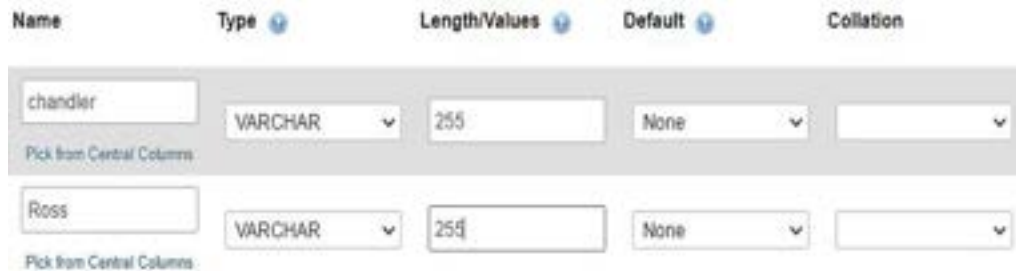 Name Type Length/Values Default Collation
chandler VARCHAR 255 None
Pick from Central Columns
Ross VARCHAR 255 None
Pick from Central Columns